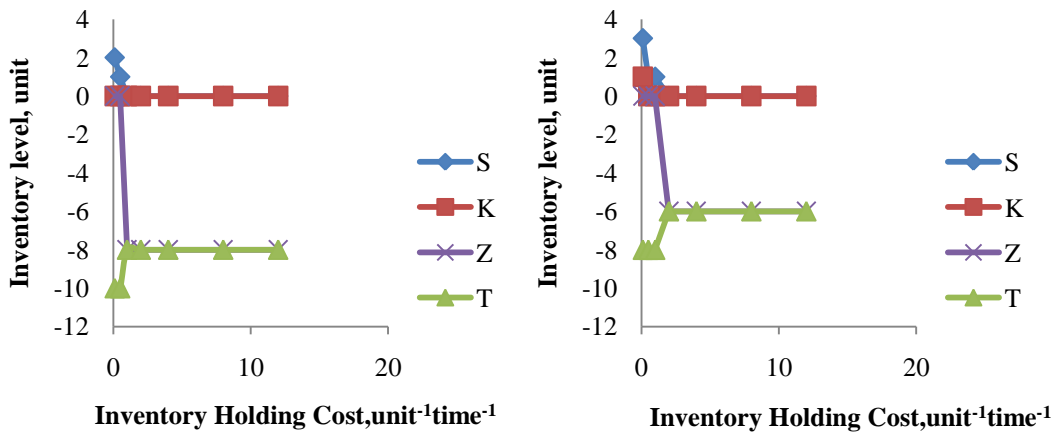 4
2
0
-2
-4
-6
-8
-10
-12
Inventory level, unit
0 10 20
Inventory Holding Cost,unit-1time-1
S
K
Z
T
4
2
0
-2
-4
-6
-8
-10
-12
Inventory level, unit
0 10 20
Inventory Holding Cost,unit-1time-1
S
K
Z
T